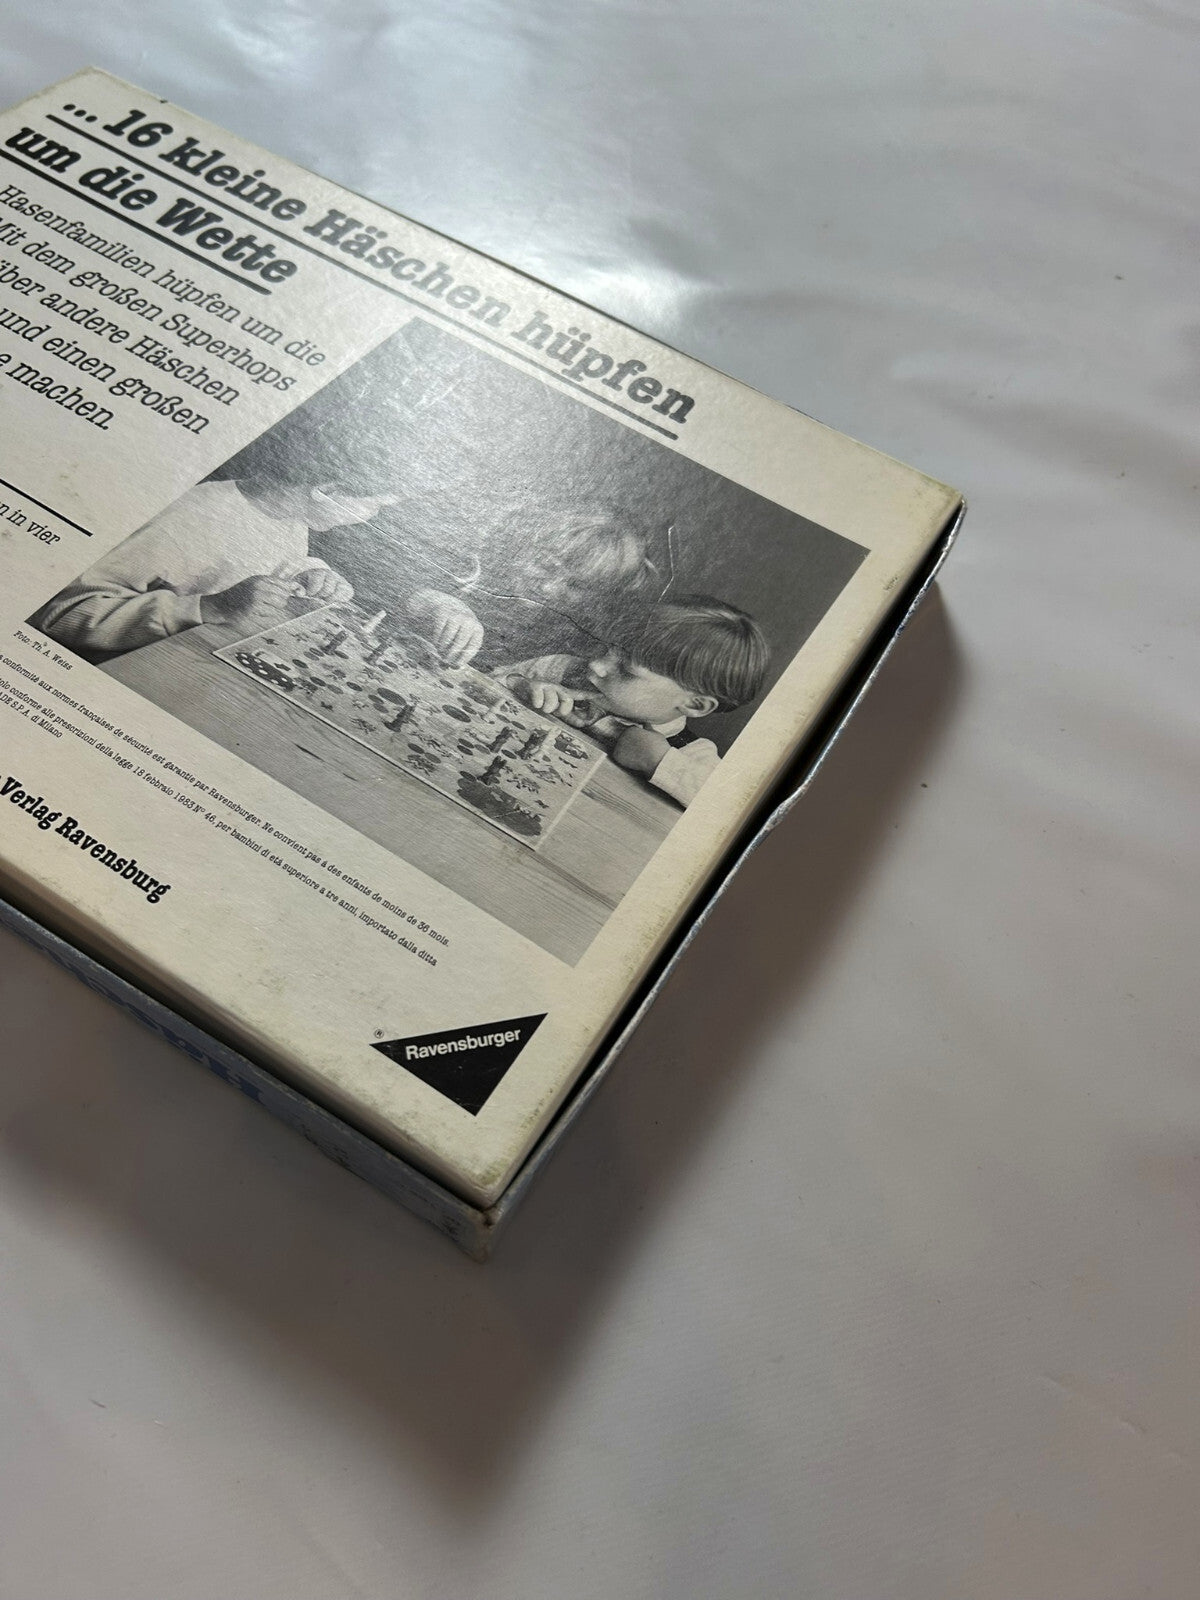 ... 16 kleine Häschen hüpfen
um die Wette
Hasenfamilien hüpfen um die
Mit dem großen Superhops
über andere Häschen
und einen großen
machen.
in vier
Foto: Th. A. Weiss
conformité aux normes françaises de sécurité est garantie par Ravensburger. Ne convient pas à des enfants de moins de 36 mois.
conforme alle prescrizioni della legge 18 febbraio 1983 N° 46, per bambini di età superiore a tre anni, importato dalla ditta
S.P.A. di Milano
Verlag Ravensburg
® Ravensburger